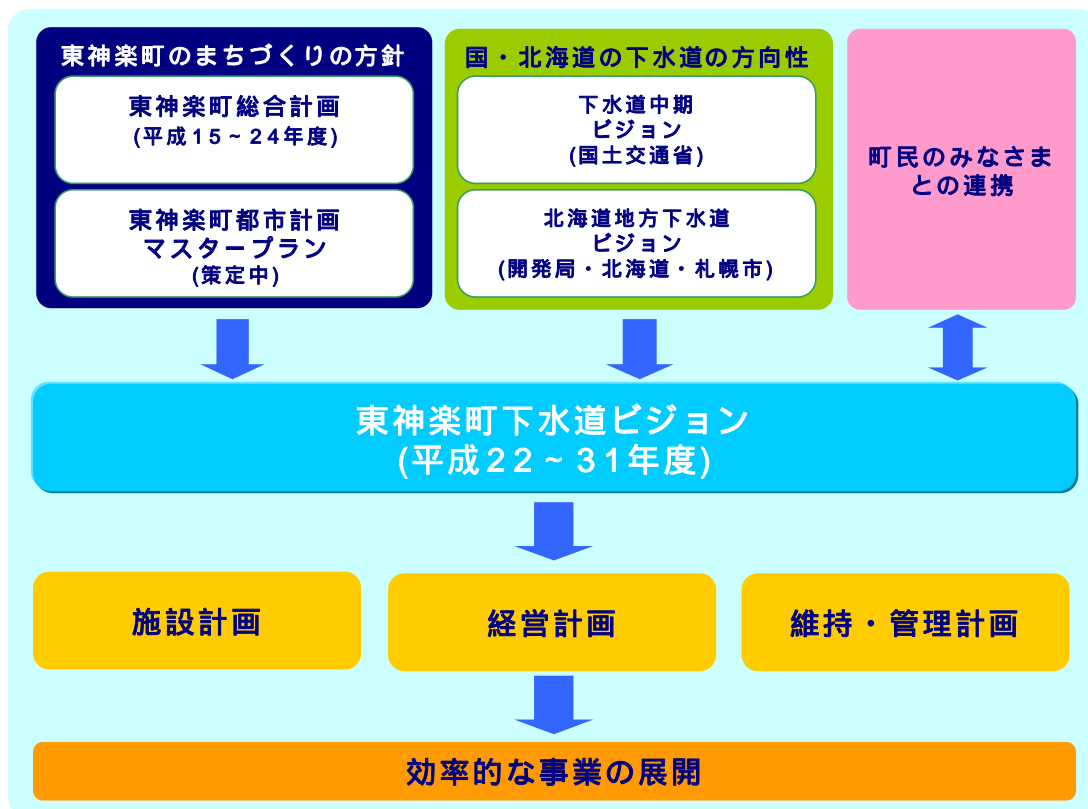 東神楽町のまちづくりの方針
東神楽町総合計画
(平成15~24年度)
東神楽町都市計画
マスタープラン
(策定中)
国・北海道の下水道の方向性
下水道中期
ビジョン
(国土交通省)
北海道地方下水道
ビジョン
(開発局・北海道・札幌市)
町民のみなさま
との連携
東神楽町下水道ビジョン
(平成22~31年度)
施設計画
経営計画
維持・管理計画
効率的な事業の展開